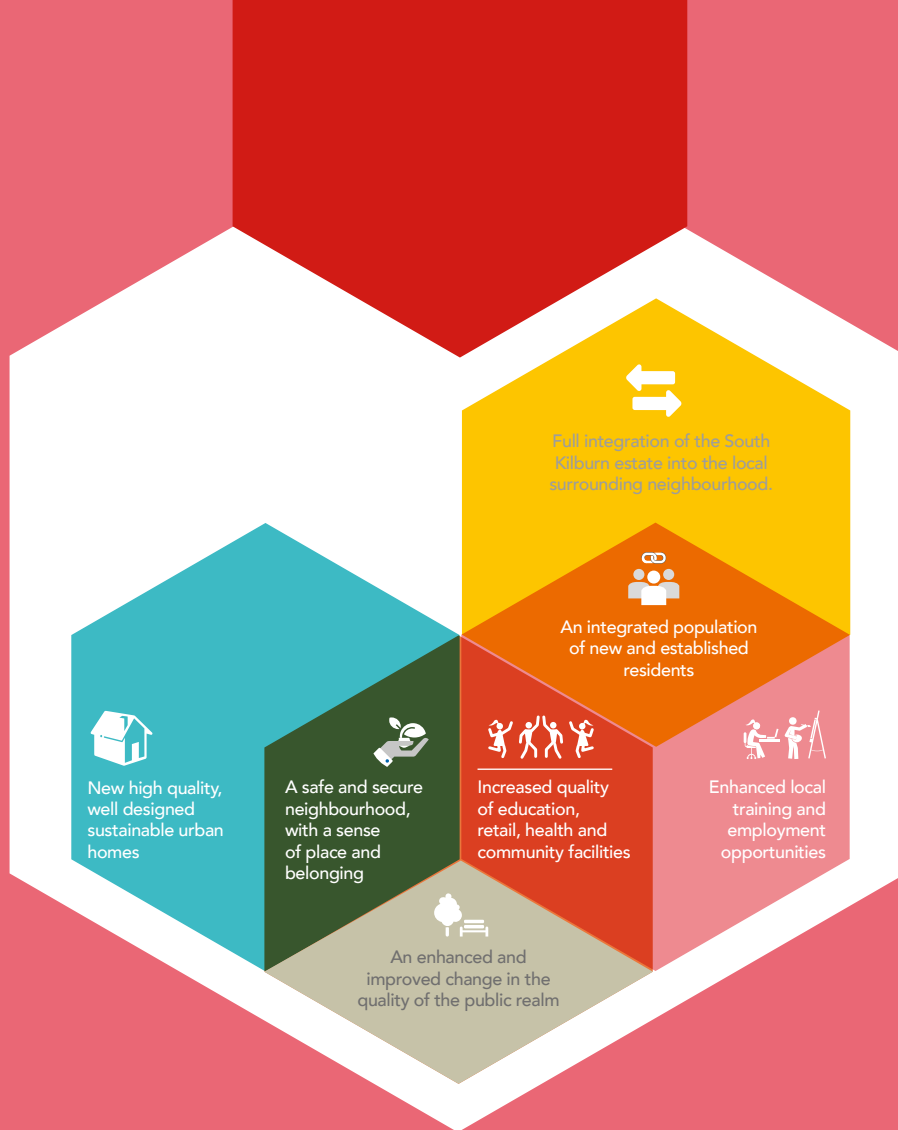 Full integration of the South
Kilburn estate into the local
surrounding neighbourhood.
An integrated population
of new and established
residents
New high quality,
well designed
sustainable urban
homes
A safe and secure
neighbourhood,
with a sense
of place and
belonging
Increased quality
of education,
retail, health and
community facilities
Enhanced local
training and
employment
opportunities
An enhanced and
improved change in the
quality of the public realm